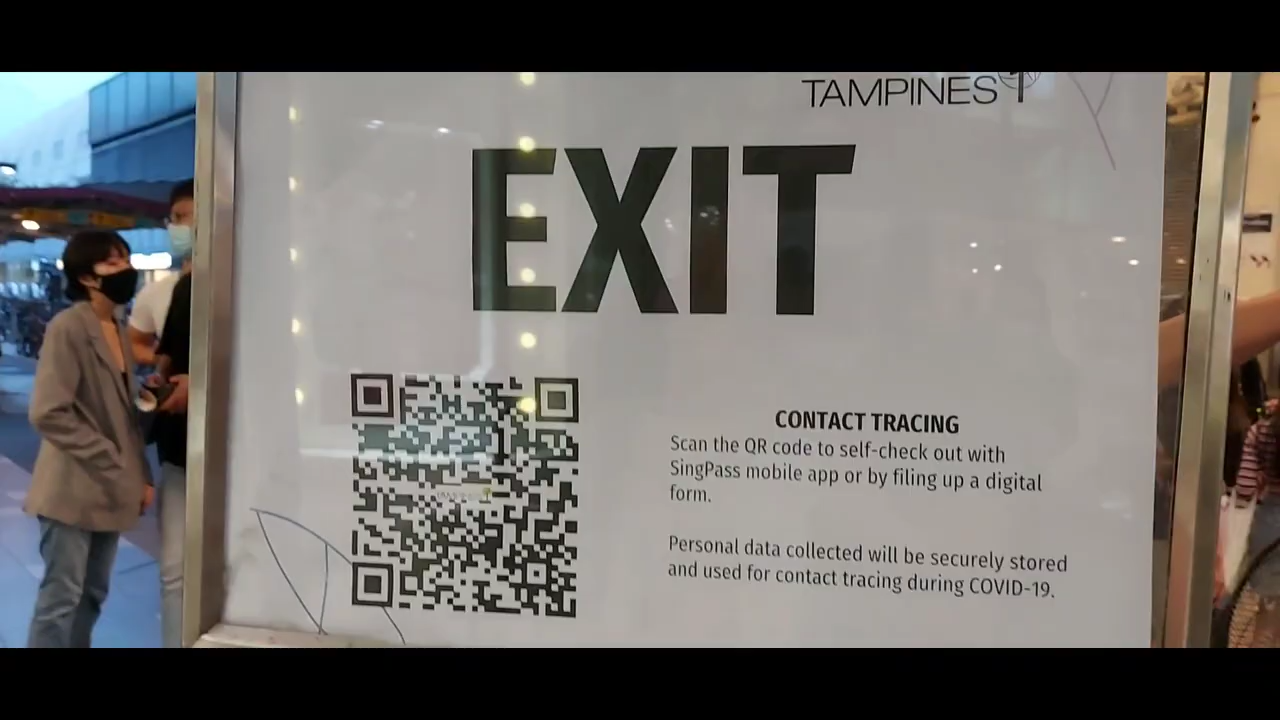 TAMPINES 1
EXIT
CONTACT TRACING
Scan the QR code to self-check out with
SingPass mobile app or by filing up a digital
form.
Personal data collected will be securely stored
and used for contact tracing during COVID-19.